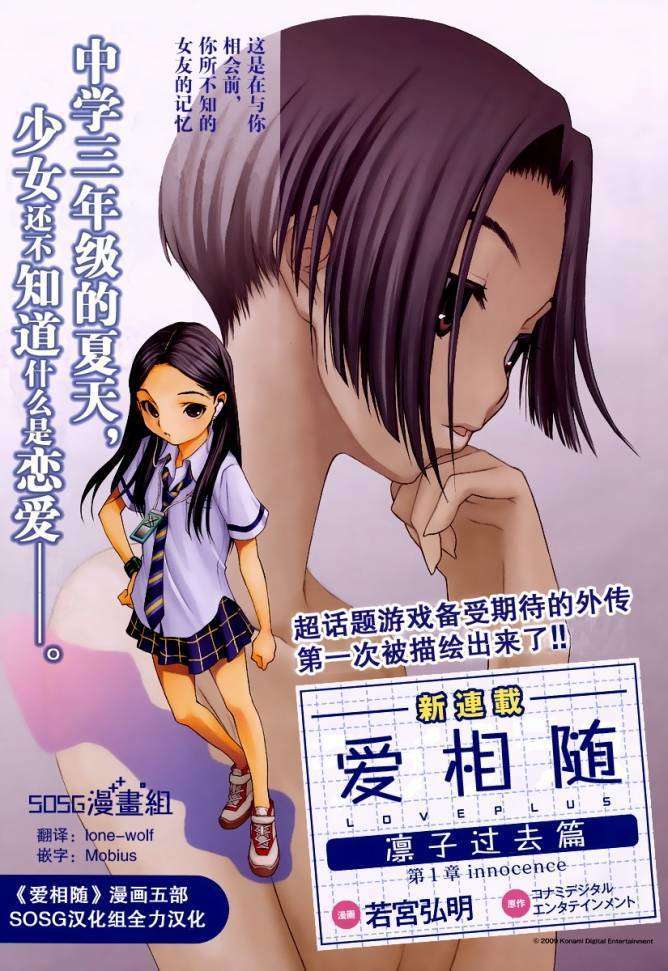 这是在与你
相会前，
你所不知的
女友的记忆
中学三年级的夏天，
少女还不知道什么是恋爱——。
超话题游戏备受期待的外传
第一次被描绘出来了!!
新連載
爱相随
LOVEPLUS
凛子过去篇
第1章 innocence
漫画 若宮弘明
原作 コナミデジタル
エンタテインメント
© 2009 Konami Digital Entertainment
SOSG漫畫組
翻译：lone-wolf
嵌字：Mobius
《爱相随》漫画五部
SOSG汉化组全力汉化